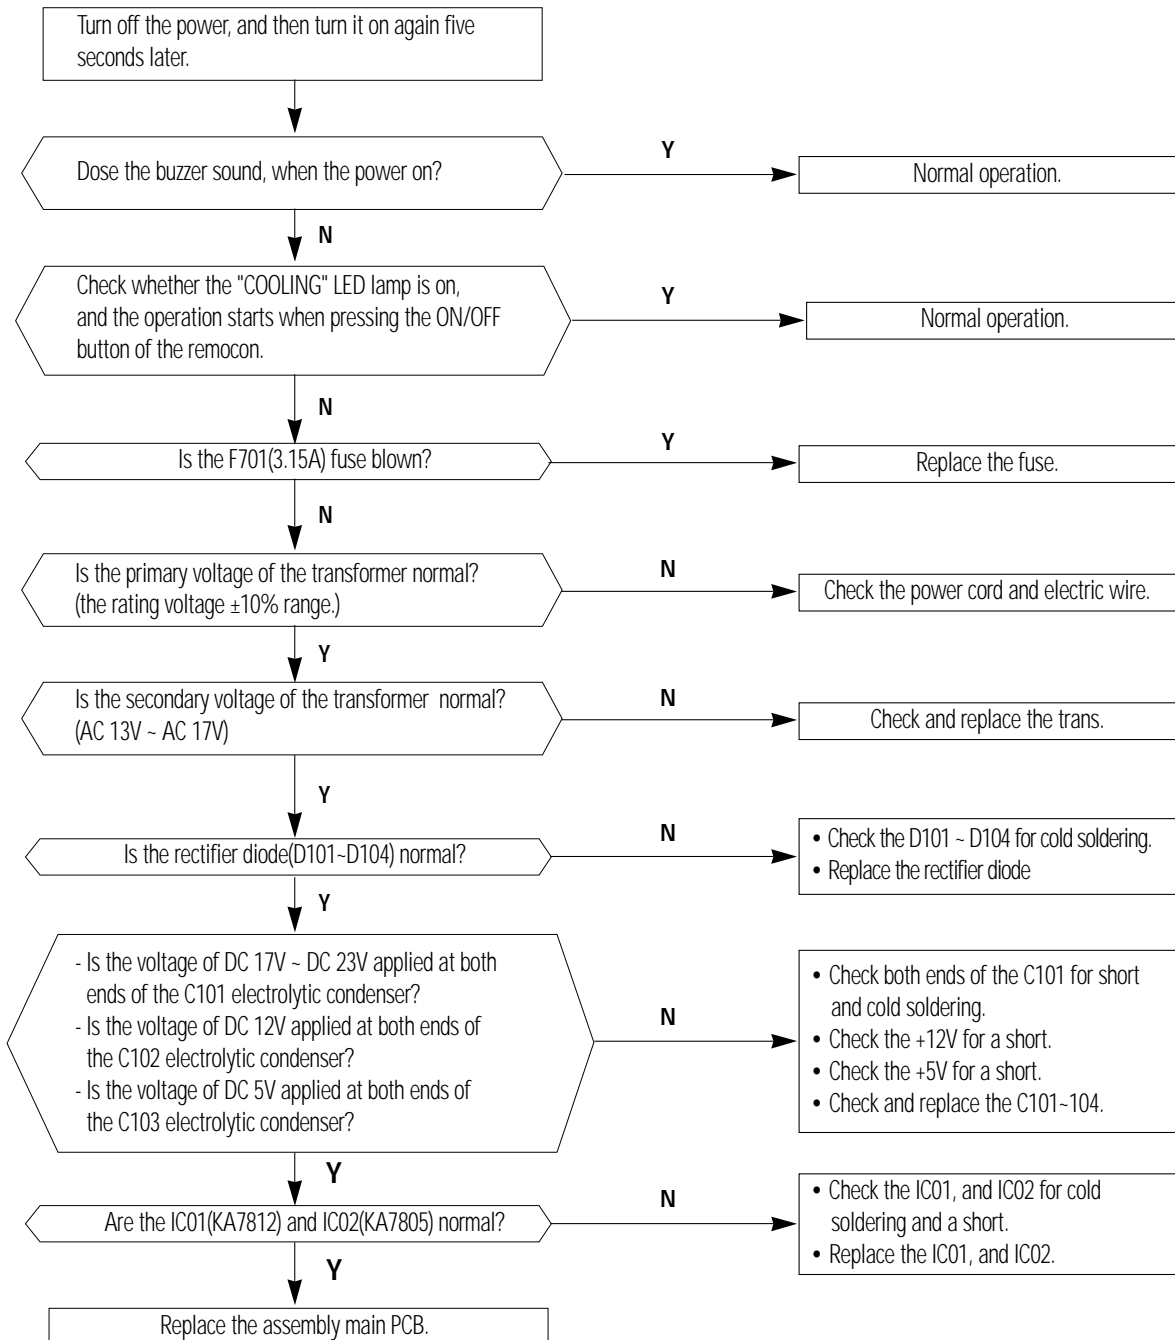 Turn off the power, and then turn it on again five
seconds later.
Dose the buzzer sound, when the power on?
Y
Normal operation.
N
Check whether the "COOLING" LED lamp is on,
and the operation starts when pressing the ON/OFF
button of the remocon.
Y
Normal operation.
N
Is the F701(3.15A) fuse blown?
Y
Replace the fuse.
N
Is the primary voltage of the transformer normal?
(the rating voltage ±10% range.)
N
Check the power cord and electric wire.
Y
Is the secondary voltage of the transformer normal?
(AC 13V ~ AC 17V)
N
Check and replace the trans.
Y
Is the rectifier diode(D101~D104) normal?
N
• Check the D101 ~ D104 for cold soldering.
• Replace the rectifier diode
Y
- Is the voltage of DC 17V ~ DC 23V applied at both
ends of the C101 electrolytic condenser?
- Is the voltage of DC 12V applied at both ends of
the C102 electrolytic condenser?
- Is the voltage of DC 5V applied at both ends of
the C103 electrolytic condenser?
N
• Check both ends of the C101 for short
and cold soldering.
• Check the +12V for a short.
• Check the +5V for a short.
• Check and replace the C101~104.
Y
Are the IC01(KA7812) and IC02(KA7805) normal?
N
• Check the IC01, and IC02 for cold
soldering and a short.
• Replace the IC01, and IC02.
Y
Replace the assembly main PCB.